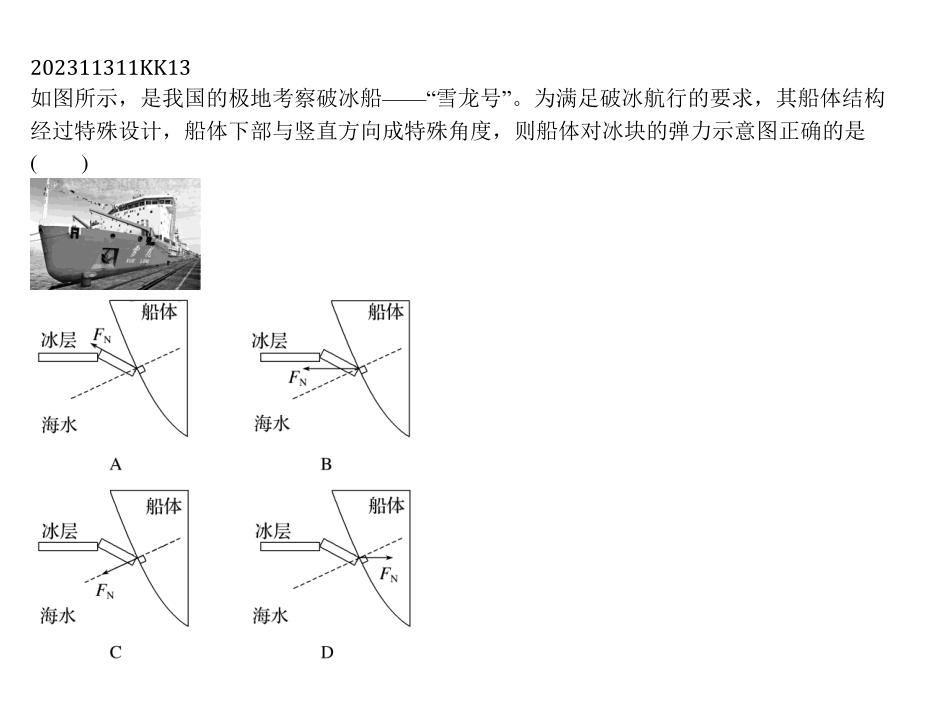 202311311KK13
如图所示，是我国的极地考察破冰船——“雪龙号”。为满足破冰航行的要求，其船体结构
经过特殊设计，船体下部与竖直方向成特殊角度，则船体对冰块的弹力示意图正确的是
(　　)
船体
冰层
FN
海水
A
船体
冰层
FN
海水
B
船体
冰层
FN
海水
C
船体
冰层
FN
海水
D